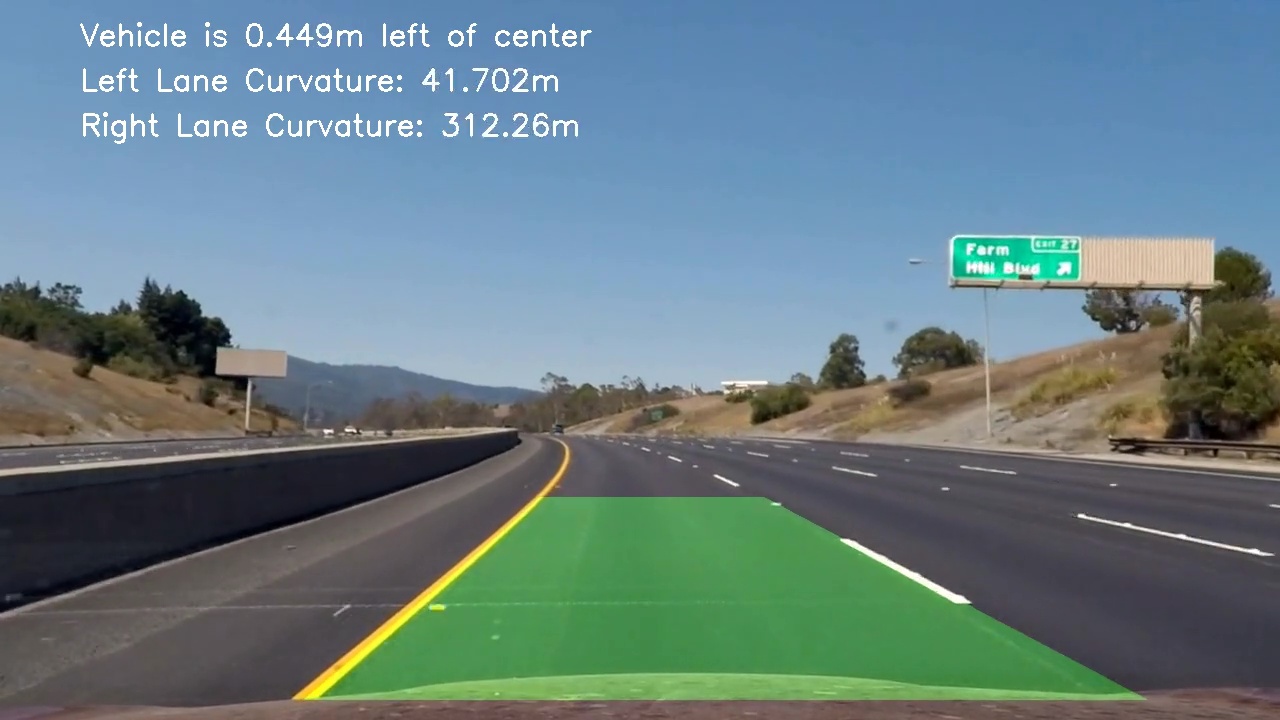 Vehicle is 0.449m left of center
Left Lane Curvature: 41.702m
Right Lane Curvature: 312.26m
EXIT 27
Farm
Hill Blvd